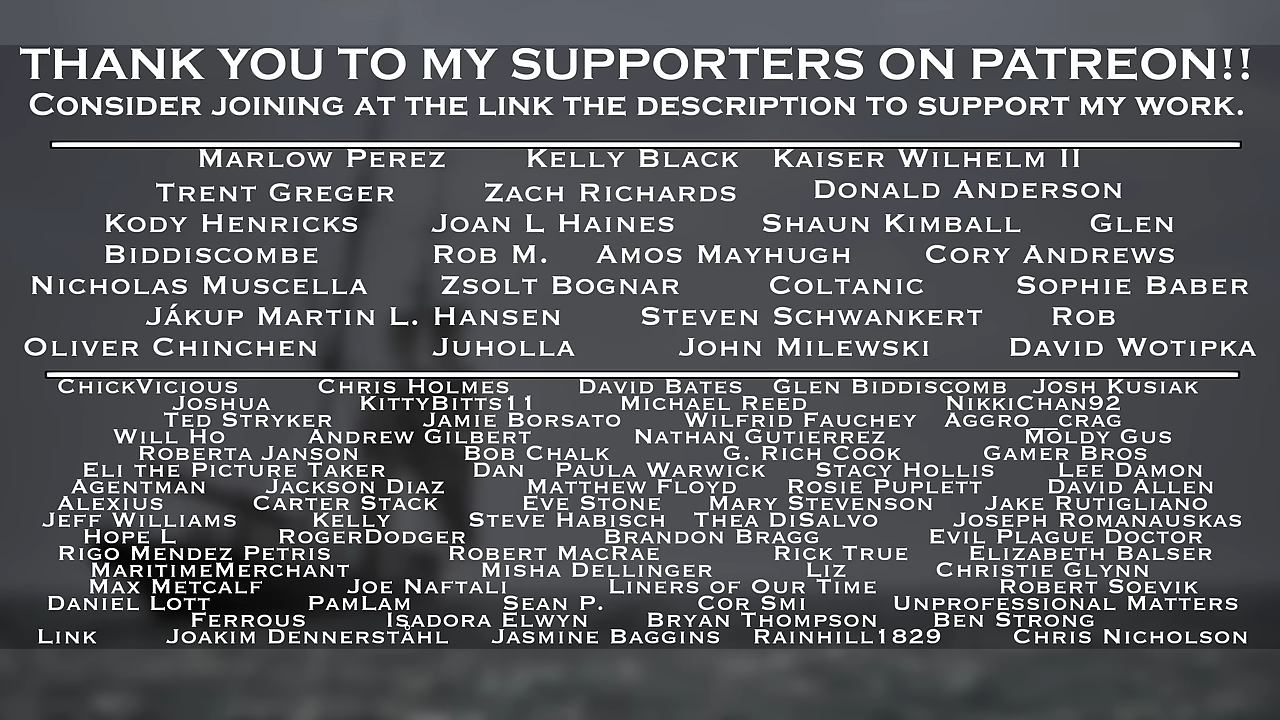 THANK YOU TO MY SUPPORTERS ON PATREON!!
CONSIDER JOINING AT THE LINK THE DESCRIPTION TO SUPPORT MY WORK.
MARLOW PEREZ KELLY BLACK KAISER WILHELM II
TRENT GREGER ZACH RICHARDS DONALD ANDERSON
KODY HENRICKS JOAN L HAINES SHAUN KIMBALL GLEN
BIDDISCOMBE ROB M. AMOS MAYHUGH CORY ANDREWS
NICHOLAS MUSCELLA ZSOLT BOGNAR COLTANIC SOPHIE BABER
JÁKUP MARTIN L. HANSEN STEVEN SCHWANKERT ROB
OLIVER CHINCHEN JUHOLLA JOHN MILEWSKI DAVID WOTIPKA
CHICKVICIOUS CHRIS HOLMES DAVID BATES GLEN BIDDISCOMB JOSH KUSIAK
JOSHUA KITTYBITTS11 MICHAEL REED NIKKICHAN92
TED STRYKER JAMIE BORSATO WILFRID FAUCHEY AGGRO__CRAG
WILL HO ANDREW GILBERT NATHAN GUTIERREZ MOLDY GUS
ROBERTA JANSON BOB CHALK G. RICH COOK GAMER BROS
ELI THE PICTURE TAKER DAN PAULA WARWICK STACY HOLLIS LEE DAMON
AGENTMAN JACKSON DIAZ MATTHEW FLOYD ROSIE PUPLETT DAVID ALLEN
ALEXIUS CARTER STACK EVE STONE MARY STEVENSON JAKE RUTIGLIANO
JEFF WILLIAMS KELLY STEVE HABISCH THEA DISALVO JOSEPH ROMANAUSKAS
HOPE L ROGERDODGER BRANDON BRAGG EVIL PLAGUE DOCTOR
RIGO MENDEZ PETRIS ROBERT MACRAE RICK TRUE ELIZABETH BALSER
MARITIMEMERCHANT MISHA DELLINGER LIZ CHRISTIE GLYNN
MAX METCALF JOE NAFTALI LINERS OF OUR TIME ROBERT SOEVIK
DANIEL LOTT PAMLAM SEAN P. COR SMI UNPROFESSIONAL MATTERS
FERROUS ISADORA ELWYN BRYAN THOMPSON BEN STRONG
LINK JOAKIM DENNERSTÅHL JASMINE BAGGINS RAINHILL1829 CHRIS NICHOLSON